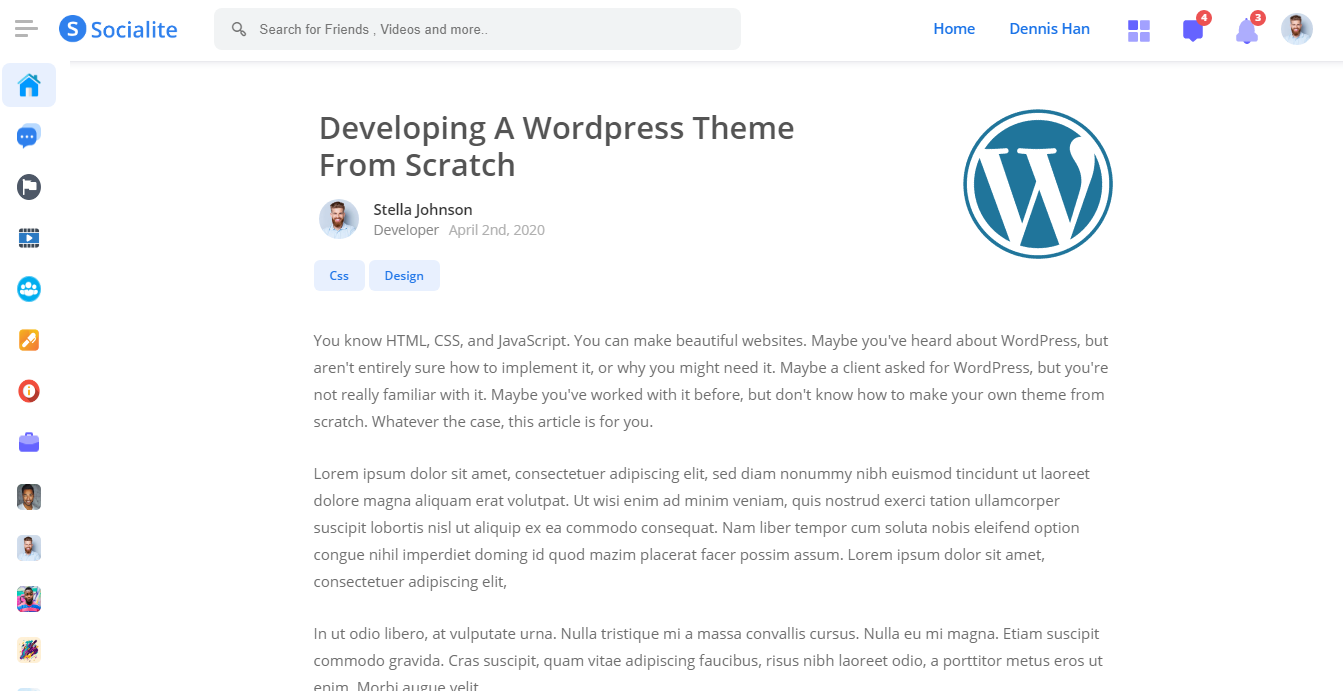 S Socialite
Search for Friends , Videos and more..
Home
Dennis Han
4
3
Developing A Wordpress Theme
From Scratch
Stella Johnson
Developer April 2nd, 2020
Css Design
You know HTML, CSS, and JavaScript. You can make beautiful websites. Maybe you've heard about WordPress, but
aren't entirely sure how to implement it, or why you might need it. Maybe a client asked for WordPress, but you're
not really familiar with it. Maybe you've worked with it before, but don't know how to make your own theme from
scratch. Whatever the case, this article is for you.
Lorem ipsum dolor sit amet, consectetuer adipiscing elit, sed diam nonummy nibh euismod tincidunt ut laoreet
dolore magna aliquam erat volutpat. Ut wisi enim ad minim veniam, quis nostrud exerci tation ullamcorper
suscipit lobortis nisl ut aliquip ex ea commodo consequat. Nam liber tempor cum soluta nobis eleifend option
congue nihil imperdiet doming id quod mazim placerat facer possim assum. Lorem ipsum dolor sit amet,
consectetuer adipiscing elit,
In ut odio libero, at vulputate urna. Nulla tristique mi a massa convallis cursus. Nulla eu mi magna. Etiam suscipit
commodo gravida. Cras suscipit, quam vitae adipiscing faucibus, risus nibh laoreet odio, a porttitor metus eros ut
enim. Morbi augue velit